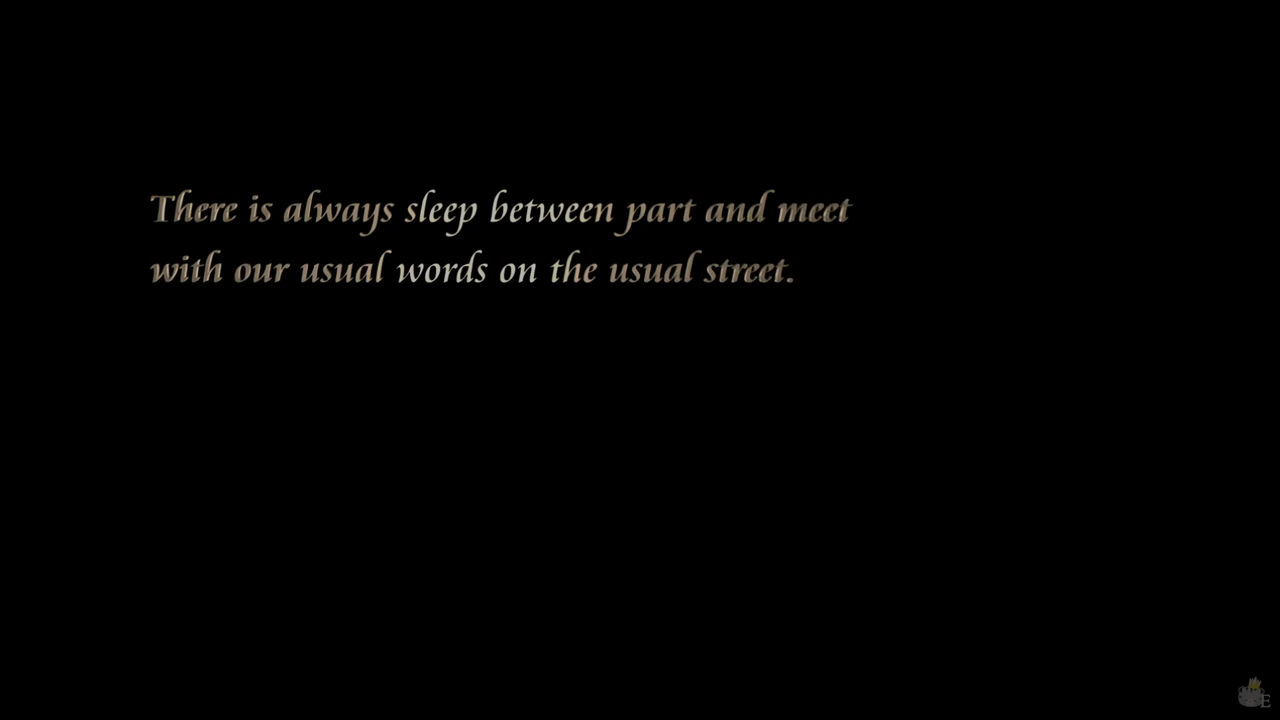 There is always sleep between part and meet
with our usual words on the usual street.
E